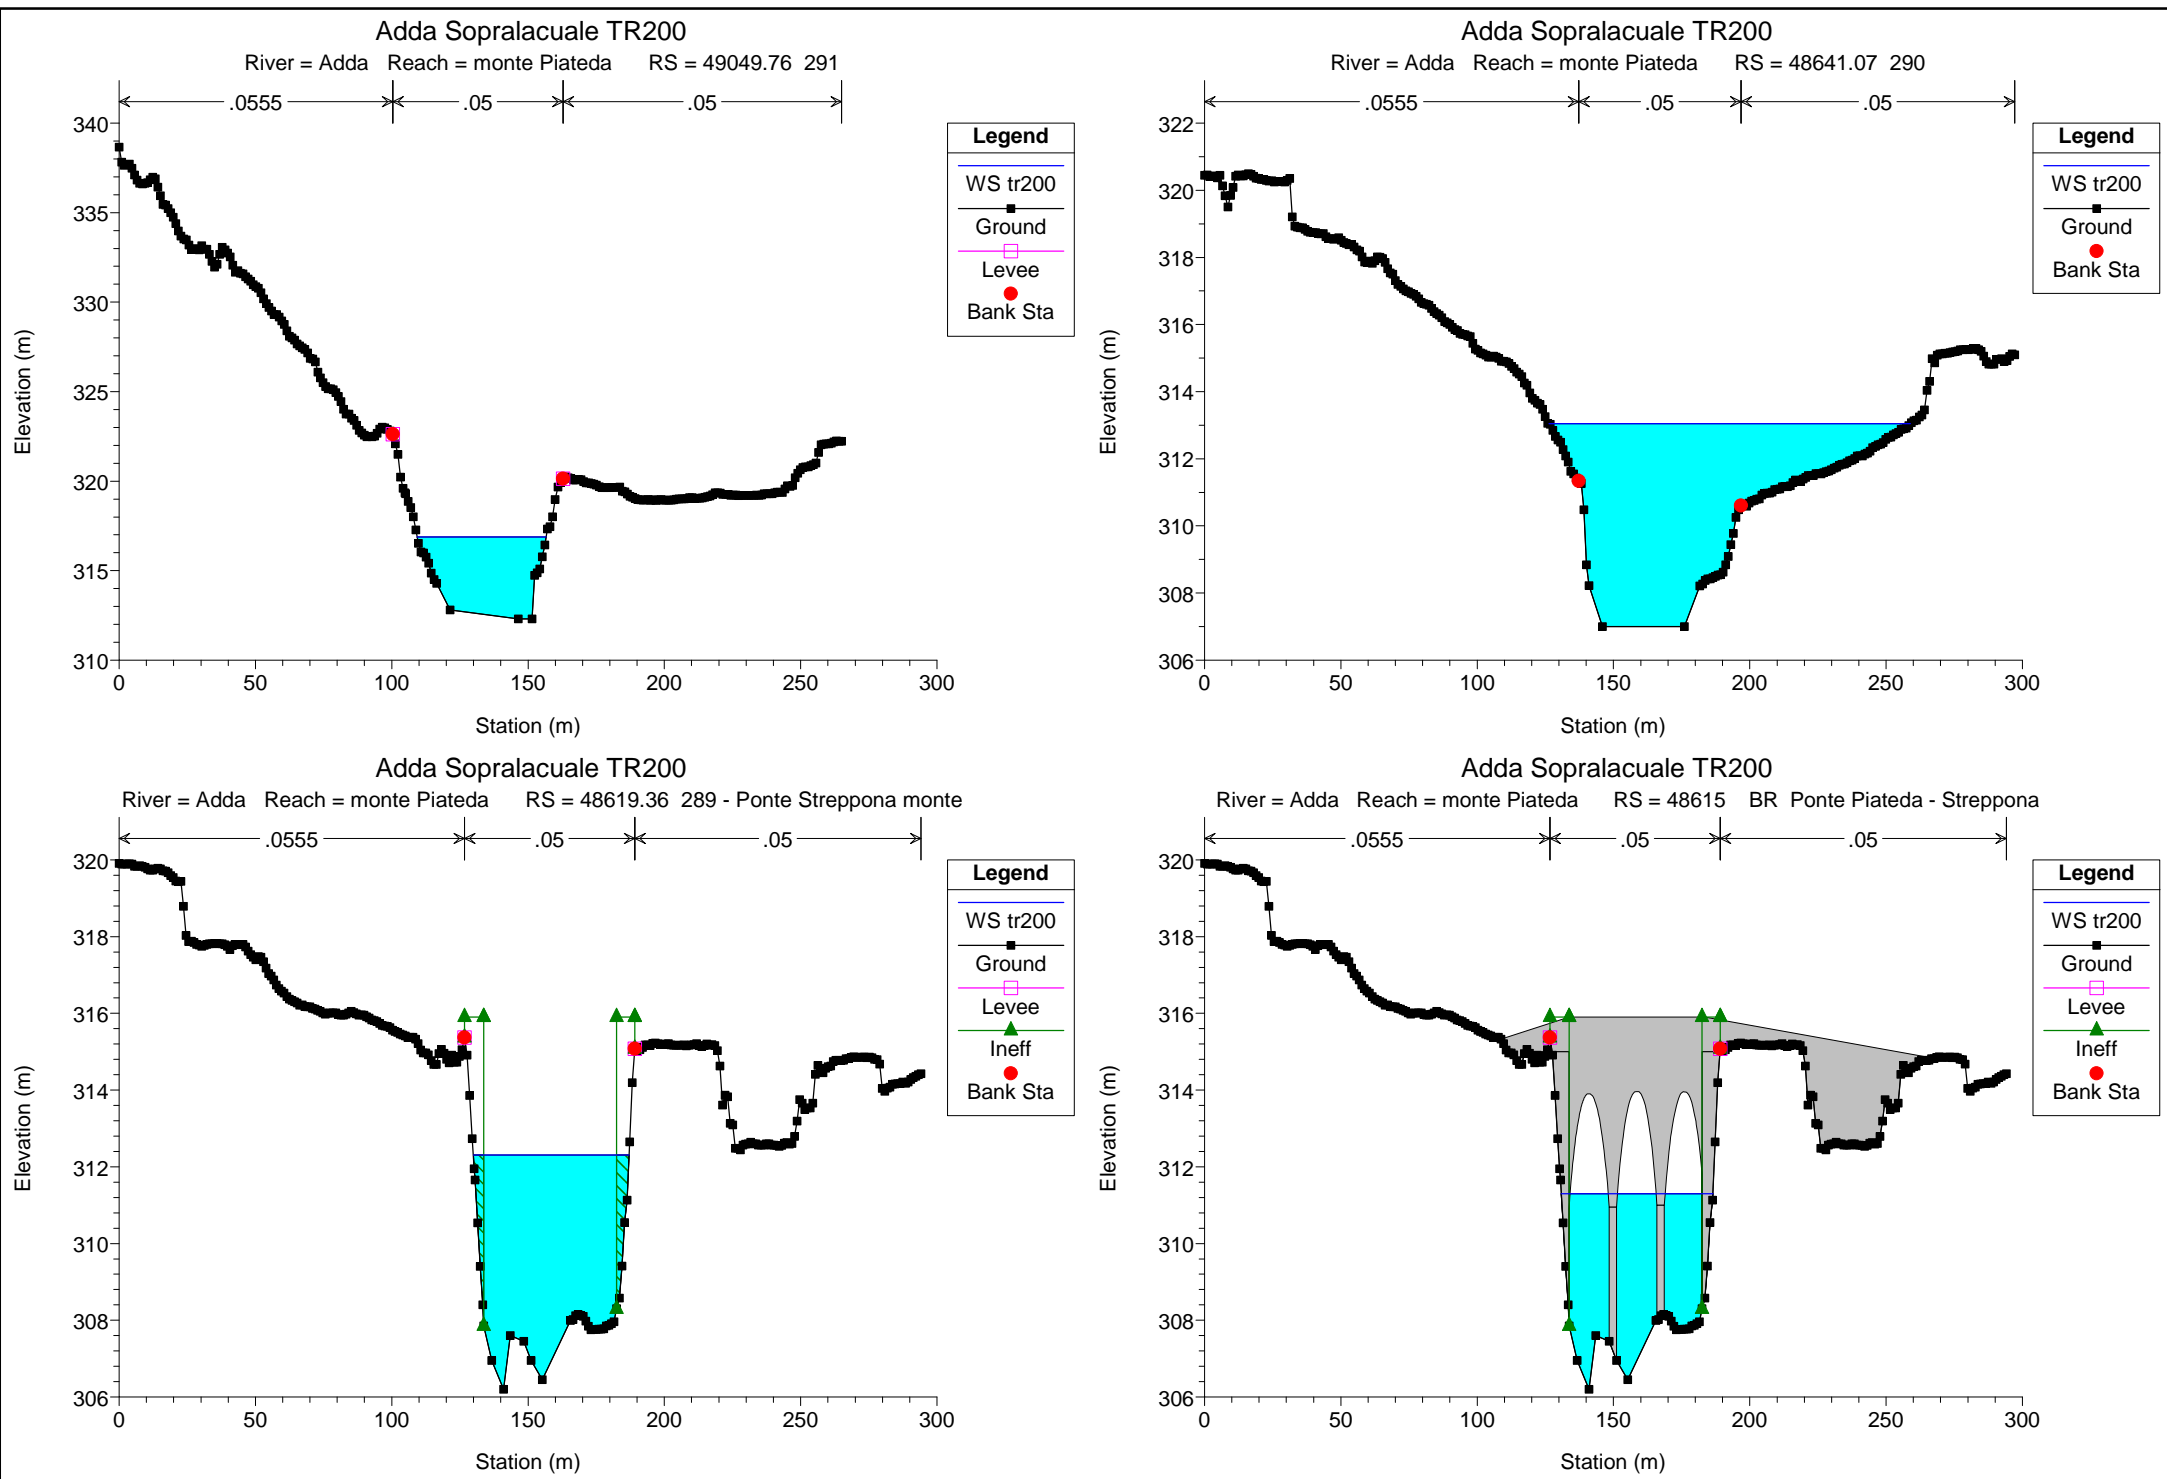 Adda Sopralacuale TR200
River = Adda   Reach = monte Piateda      RS = 49049.76  291
.0555 .05 .05
340
335
330
325
320
315
310
0 50 100 150 200 250 300
Station (m)
Elevation (m)
Legend
WS tr200
Ground
Levee
Bank Sta
Adda Sopralacuale TR200
River = Adda   Reach = monte Piateda      RS = 48641.07  290
.0555 .05 .05
322
320
318
316
314
312
310
308
306
0 50 100 150 200 250 300
Station (m)
Elevation (m)
Legend
WS tr200
Ground
Bank Sta
Adda Sopralacuale TR200
River = Adda   Reach = monte Piateda      RS = 48619.36  289 - Ponte Streppona monte
.0555 .05 .05
320
318
316
314
312
310
308
306
0 50 100 150 200 250 300
Station (m)
Elevation (m)
Legend
WS tr200
Ground
Levee
Ineff
Bank Sta
Adda Sopralacuale TR200
River = Adda   Reach = monte Piateda      RS = 48615    BR  Ponte Piateda - Streppona
.0555 .05 .05
320
318
316
314
312
310
308
306
0 50 100 150 200 250 300
Station (m)
Elevation (m)
Legend
WS tr200
Ground
Levee
Ineff
Bank Sta